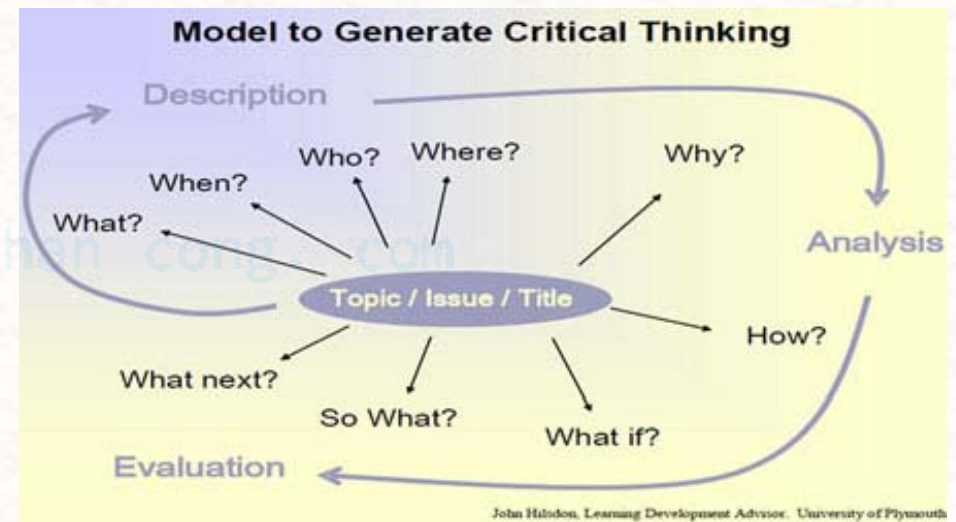 Model to Generate Critical Thinking
Description
Who?
Where?
Why?
When?
What?
Analysis
Topic / Issue / Title
How?
What next?
So What?
What if?
Evaluation
John Hilsdon, Learning Development Advisor. University of Plymouth